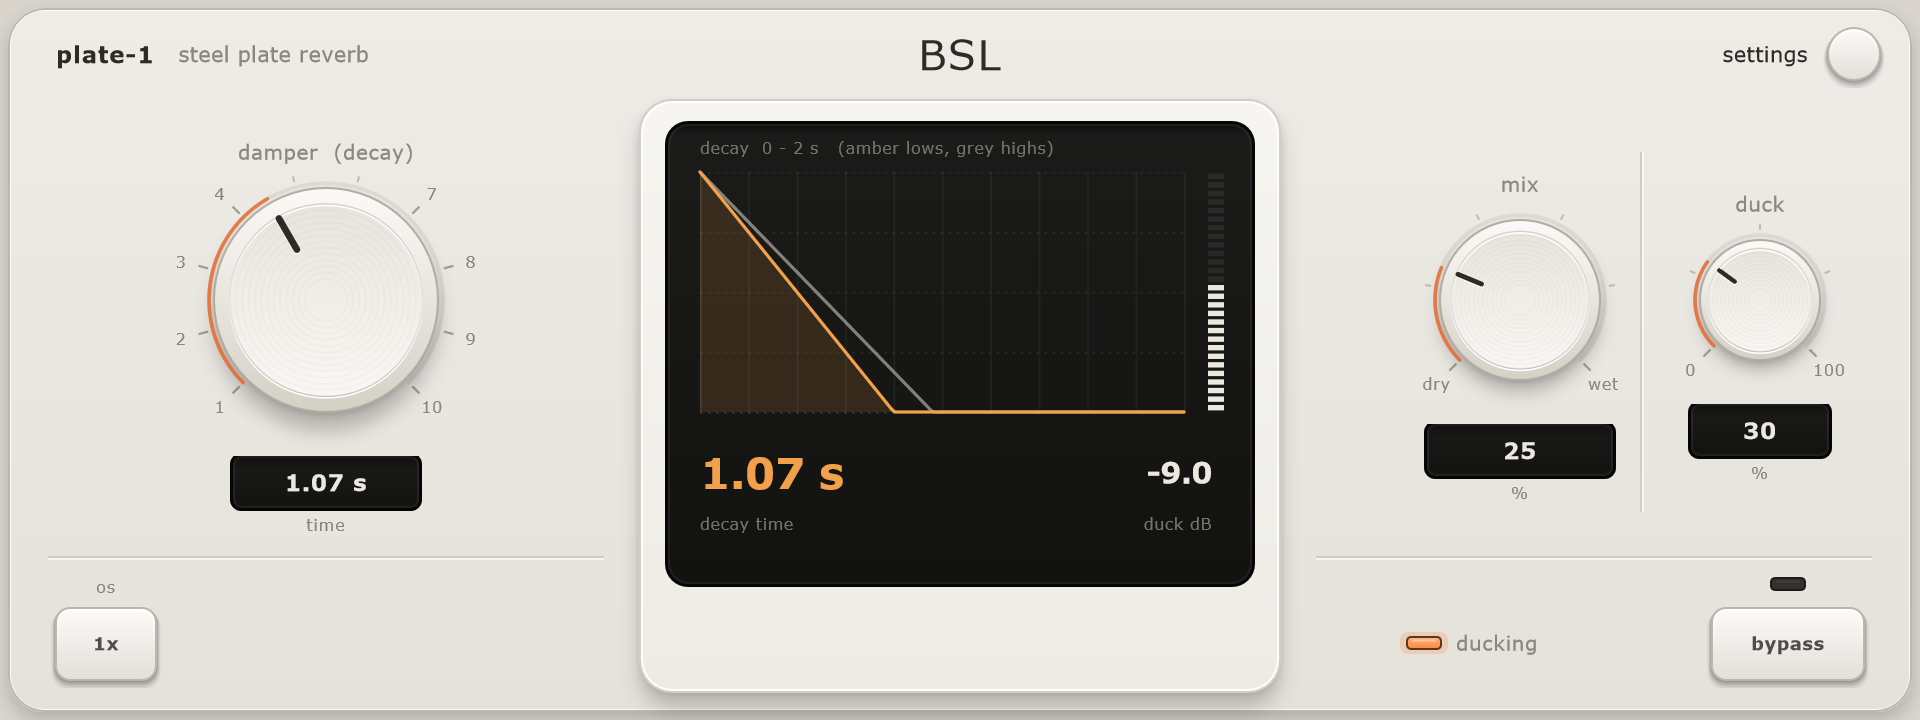 plate-1 steel plate reverb
BSL
settings
damper (decay)
4 7
3 8
2 9
1 10
1.07 s
time
decay 0 - 2 s (amber lows, grey highs)
1.07 s -9.0
decay time duck dB
mix
dry wet
25
%
duck
0 100
30
%
os
1x
ducking
bypass